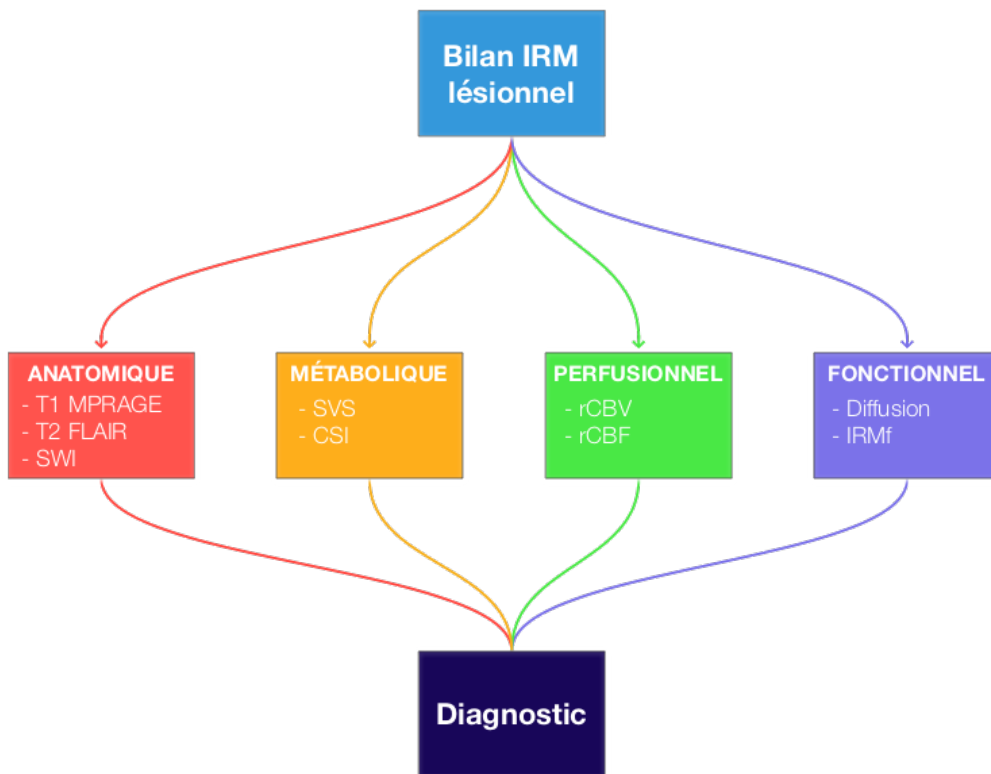 Bilan IRM
lésionnel
ANATOMIQUE
- T1 MPRAGE
- T2 FLAIR
- SWI
MÉTABOLIQUE
- SVS
- CSI
PERFUSIONNEL
- rCBV
- rCBF
FONCTIONNEL
- Diffusion
- IRMf
Diagnostic